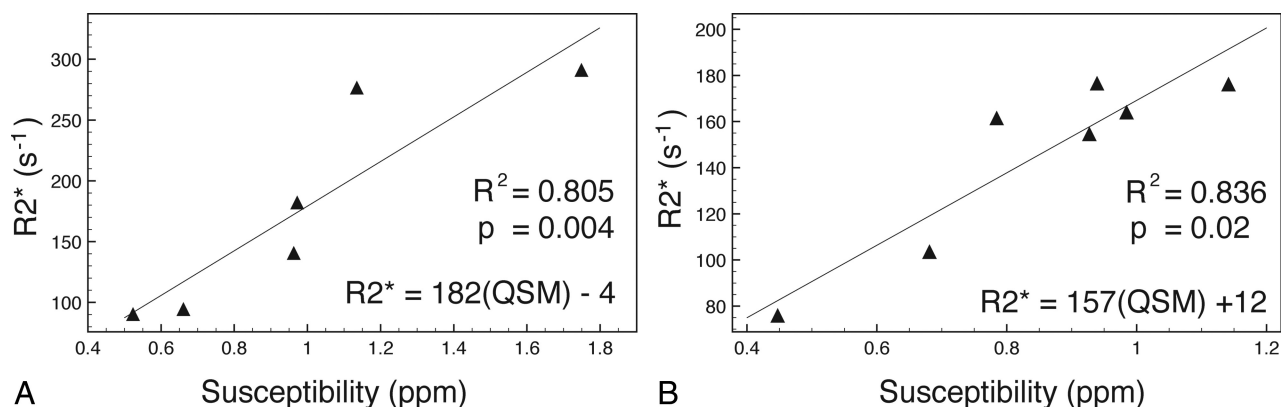 300
250
200
150
100
R2* (s⁻¹)
R² = 0.805
p = 0.004
R2* = 182(QSM) - 4
0.4 0.6 0.8 1 1.2 1.4 1.6 1.8
A Susceptibility (ppm)
200
180
160
140
120
100
80
R2* (s⁻¹)
R² = 0.836
p = 0.02
R2* = 157(QSM) +12
0.4 0.6 0.8 1 1.2
B Susceptibility (ppm)